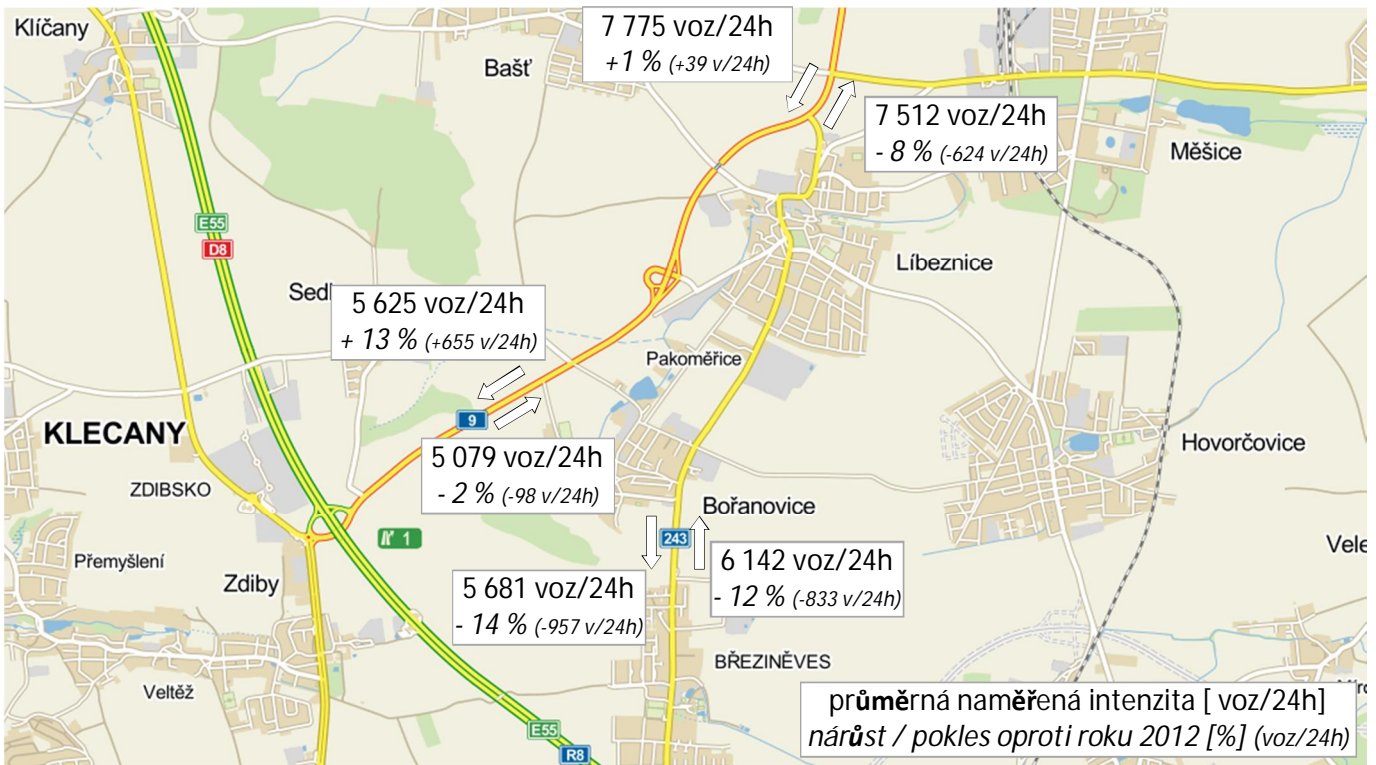 Klíčany
7 775 voz/24h
+1 % (+39 v/24h)
Bašť
7 512 voz/24h
- 8 % (-624 v/24h)
Měšice
E55
D8
Líbeznice
5 625 voz/24h
+ 13 % (+655 v/24h)
Pakoměřice
9
KLECANY
5 079 voz/24h
- 2 % (-98 v/24h)
Hovorčovice
ZDIBSKO
Bořanovice
1
243
Přemyšlení
Zdiby
6 142 voz/24h
- 12 % (-833 v/24h)
5 681 voz/24h
- 14 % (-957 v/24h)
BŘEZINĚVES
Veltěž
E55
R8
průměrná naměřená intenzita [ voz/24h]
nárůst / pokles oproti roku 2012 [%] (voz/24h)